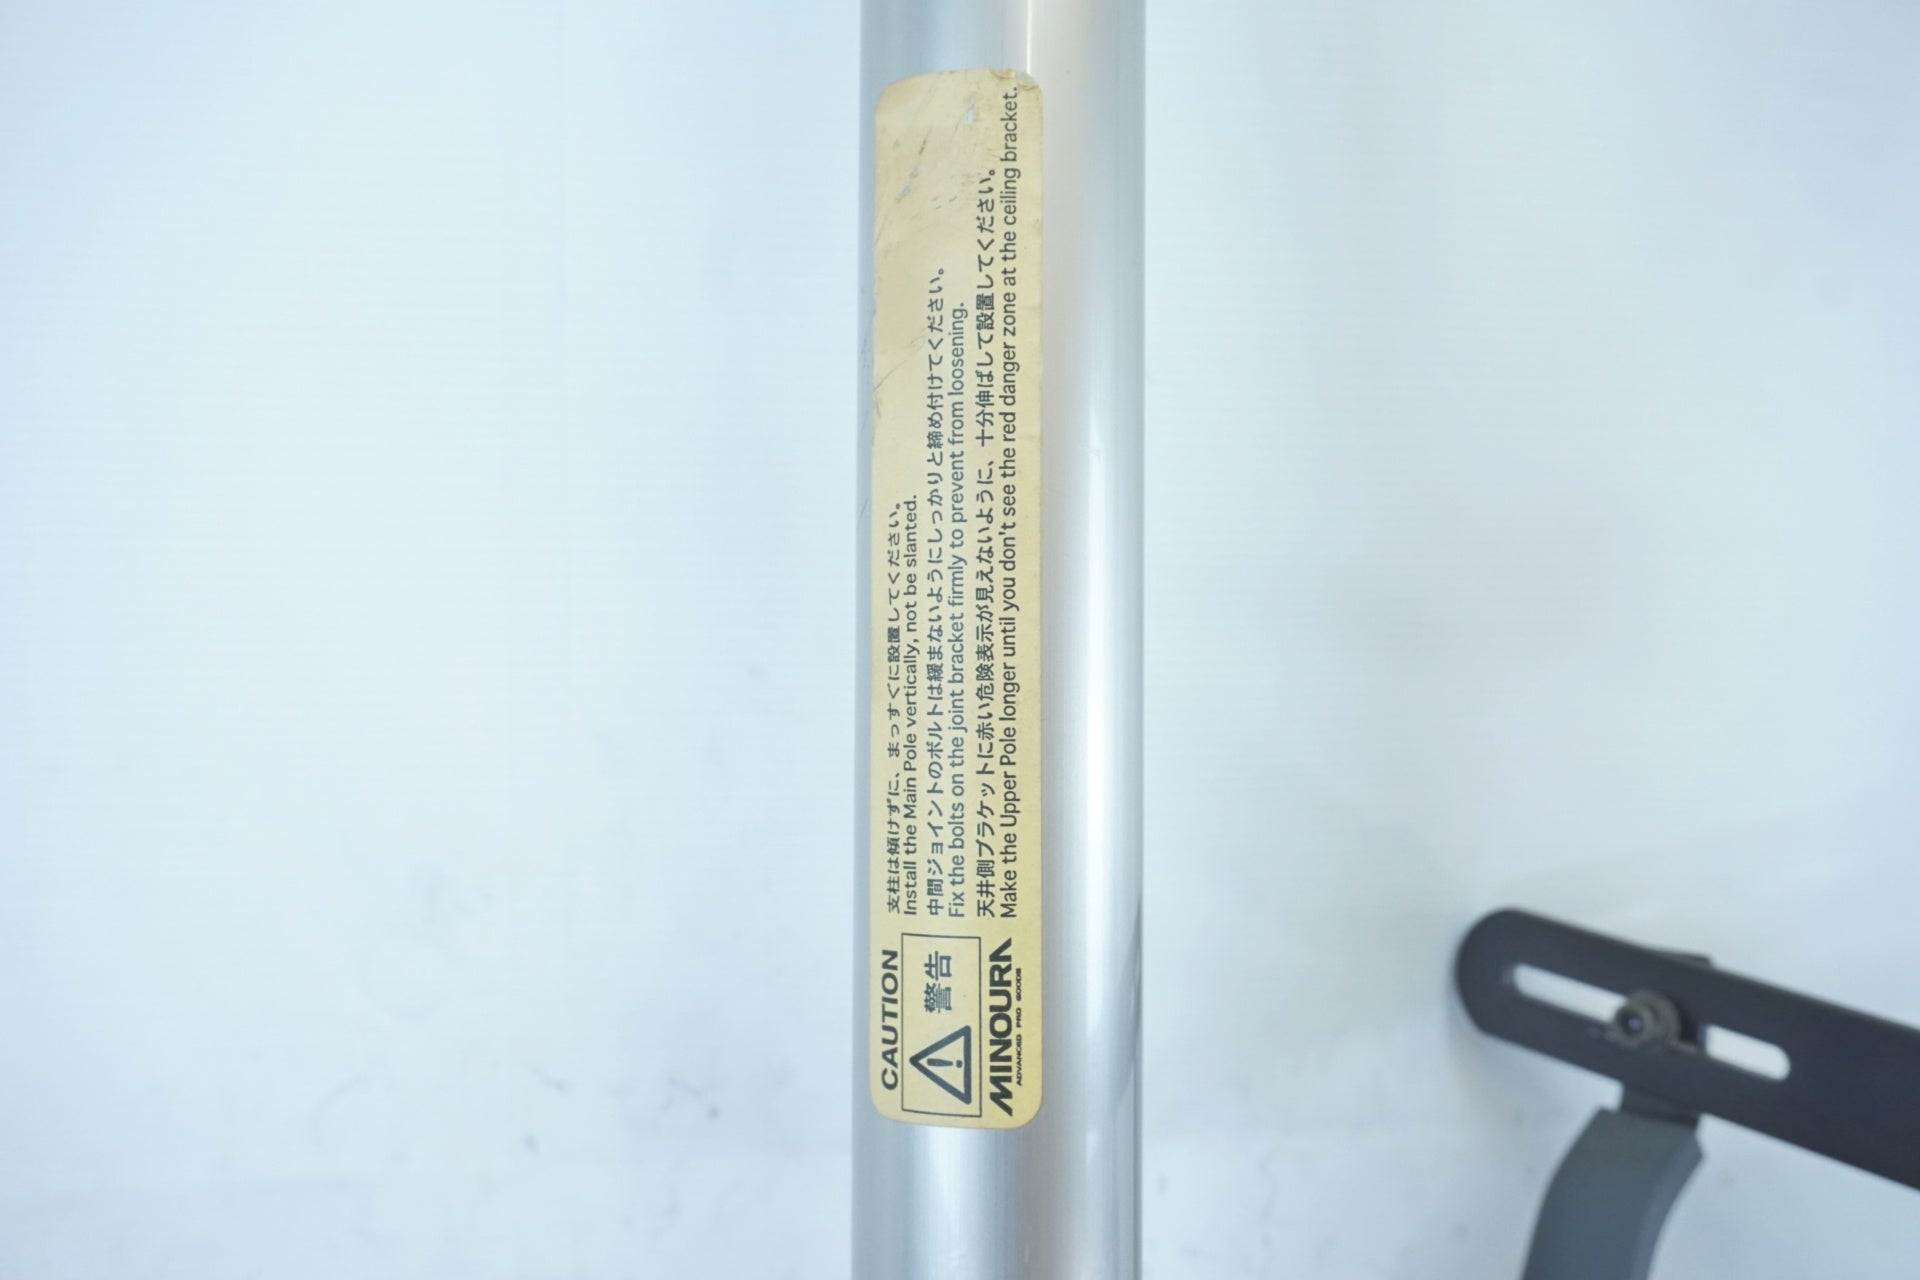 CAUTION
警告
MINOURA
ADVANCED PRO GOODS
支柱は傾けずに、まっすぐに設置してください。
Install the Main Pole vertically, not be slanted.
中間ジョイントのボルトは緩まないようにしっかりと締め付けてください。
Fix the bolts on the joint bracket firmly to prevent from loosening.
天井側ブラケットに赤い危険表示が見えないように、十分伸ばして設置してください。
Make the Upper Pole longer until you don't see the red danger zone at the ceiling bracket.